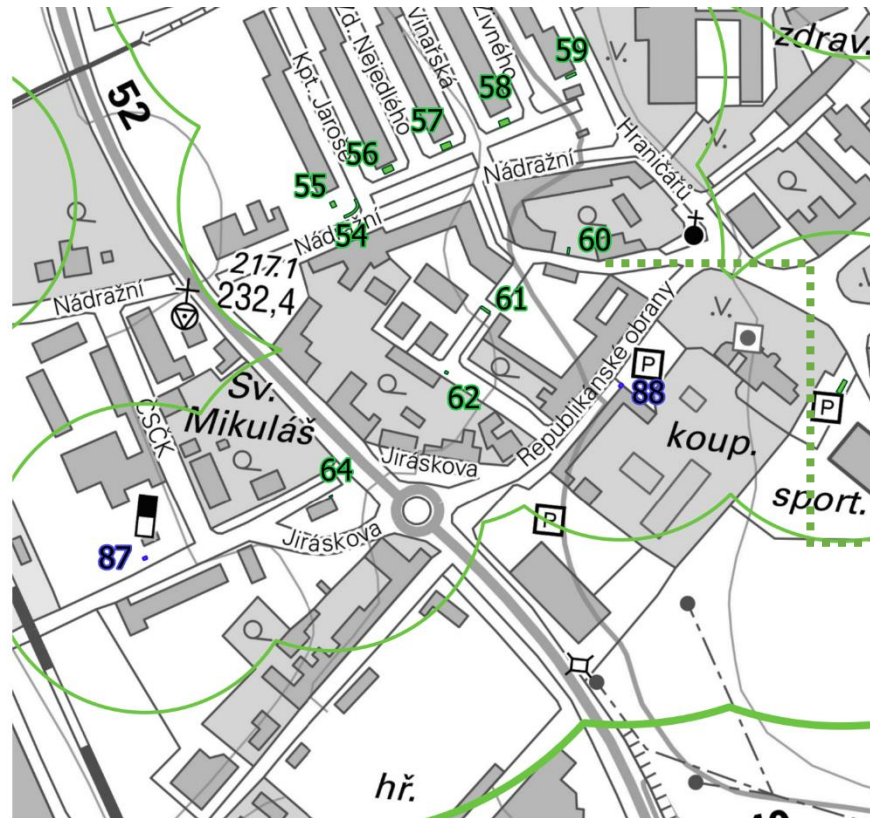 52
Kpt. Jaroše
Zd. Nejedlého
Vinařská
Živného
59
58
57
56
55
54
zdrav.
Hraničářů
Nádražní
Nádražní
60
217.1
232,4
Nádražní
61
62
Republikánské obrany
P
88
P
koup.
sport.
Sv.
Mikuláš
ČSČK
64
Jiráskova
Jiráskova
P
87
hř.